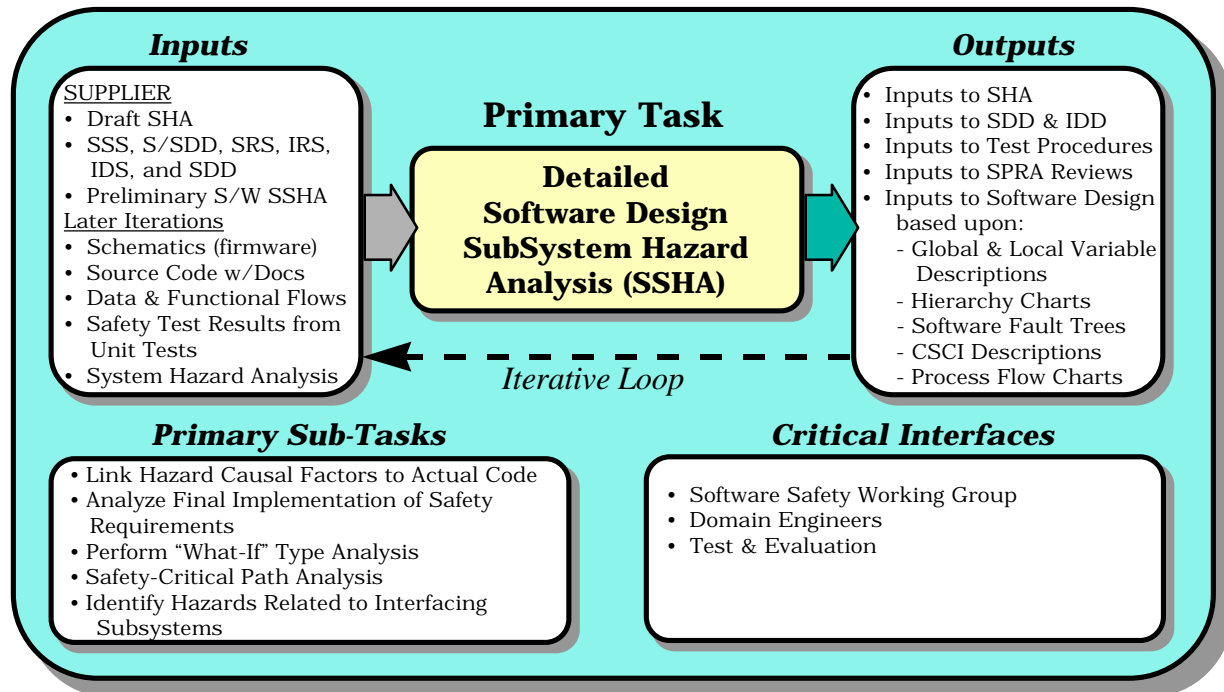 Inputs
SUPPLIER
• Draft SHA
• SSS, S/SDD, SRS, IRS,
IDS, and SDD
• Preliminary S/W SSHA
Later Iterations
• Schematics (firmware)
• Source Code w/Docs
• Data & Functional Flows
• Safety Test Results from
Unit Tests
• System Hazard Analysis
Primary Task
Detailed
Software Design
SubSystem Hazard
Analysis (SSHA)
Iterative Loop
Outputs
• Inputs to SHA
• Inputs to SDD & IDD
• Inputs to Test Procedures
• Inputs to SPRA Reviews
• Inputs to Software Design
based upon:
- Global & Local Variable
Descriptions
- Hierarchy Charts
- Software Fault Trees
- CSCI Descriptions
- Process Flow Charts
Primary Sub-Tasks
• Link Hazard Causal Factors to Actual Code
• Analyze Final Implementation of Safety
Requirements
• Perform “What-If” Type Analysis
• Safety-Critical Path Analysis
• Identify Hazards Related to Interfacing
Subsystems
Critical Interfaces
• Software Safety Working Group
• Domain Engineers
• Test & Evaluation